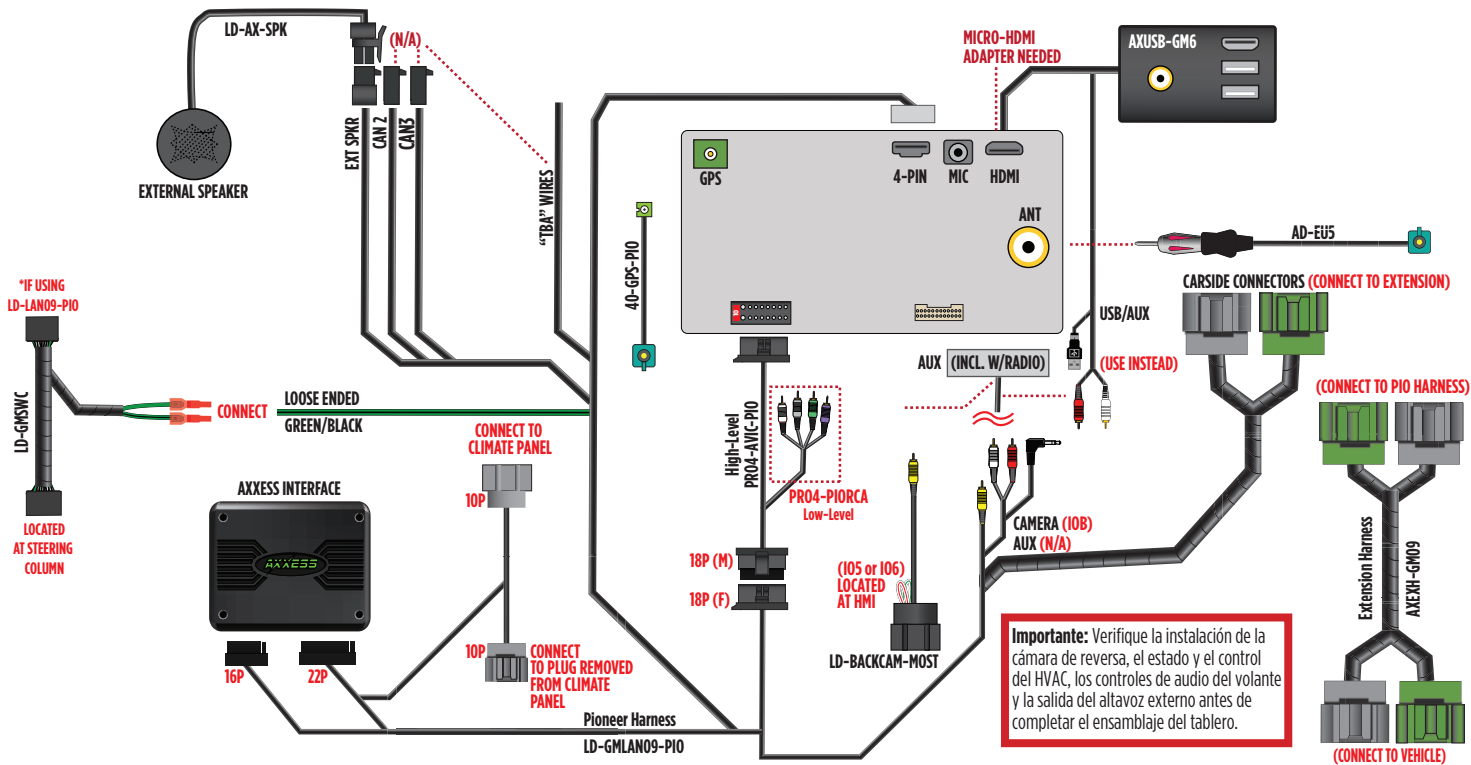 LD-AX-SPK
(N/A)
EXTERNAL SPEAKER
EXT SPKR
CAN 2
CAN3
"TBA" WIRES
MICRO-HDMI
ADAPTER NEEDED
AXUSB-GM6
GPS
4-PIN
MIC
HDMI
ANT
40-GPS-PIO
AD-EU5
*IF USING
LD-LAN09-PIO
LD-GMSWC
CONNECT
LOOSE ENDED
GREEN/BLACK
LOCATED
AT STEERING
COLUMN
AXXESS INTERFACE
AXXESS
16P
22P
CONNECT TO
CLIMATE PANEL
10P
10P
CONNECT
TO PLUG REMOVED
FROM CLIMATE
PANEL
Pioneer Harness
LD-GMLAN09-PIO
High-Level
PRO4-AVIC-PIO
PRO4-PIORCA
Low-Level
18P (M)
18P (F)
AUX (INCL. W/RADIO)
USB/AUX
(USE INSTEAD)
CAMERA (IOB)
AUX (N/A)
(IO5 or IO6)
LOCATED
AT HMI
LD-BACKCAM-MOST
CARSIDE CONNECTORS (CONNECT TO EXTENSION)
(CONNECT TO PIO HARNESS)
Extension Harness
AXEXH-GM09
(CONNECT TO VEHICLE)
Importante: Verifique la instalación de la
cámara de reversa, el estado y el control
del HVAC, los controles de audio del volante
y la salida del altavoz externo antes de
completar el ensamblaje del tablero.